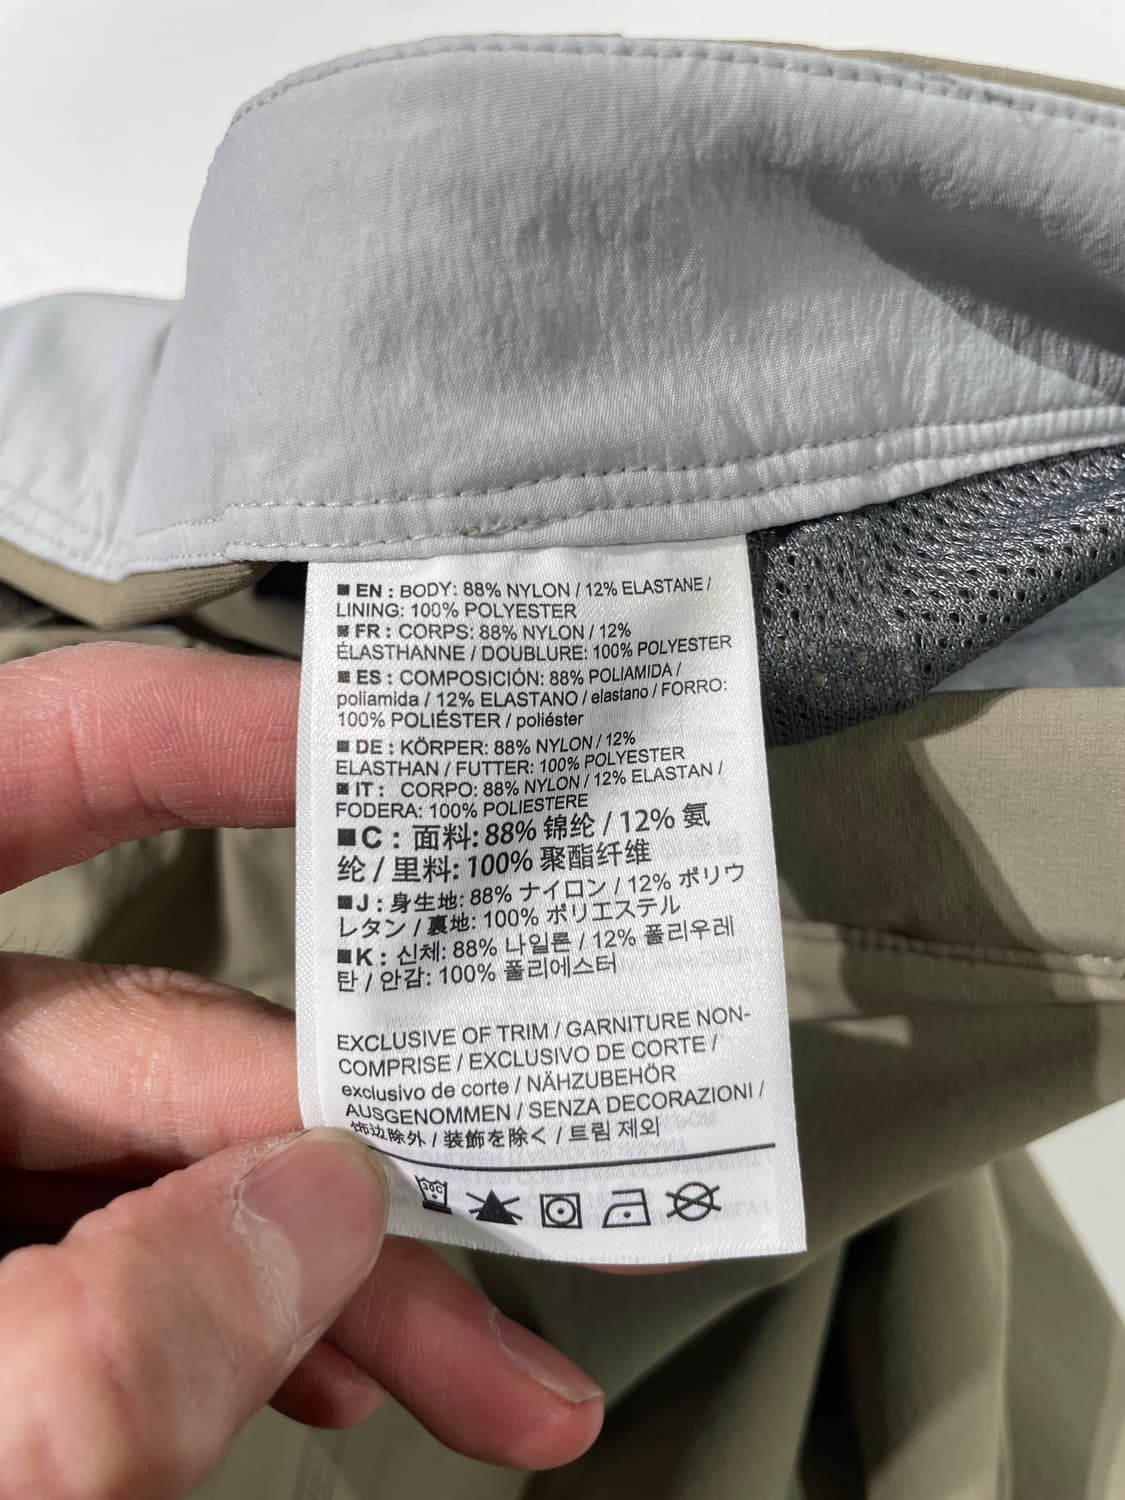 ■ EN : BODY: 88% NYLON / 12% ELASTANE /
LINING: 100% POLYESTER
■ FR : CORPS: 88% NYLON / 12%
ÉLASTHANNE / DOUBLURE: 100% POLYESTER
■ ES : COMPOSICIÓN: 88% POLIAMIDA /
poliamida / 12% ELASTANO / elastano / FORRO:
100% POLIÉSTER / poliéster
■ DE : KÖRPER: 88% NYLON / 12%
ELASTHAN / FUTTER: 100% POLYESTER
■ IT : CORPO: 88% NYLON / 12% ELASTAN /
FODERA: 100% POLIESTERE
■ C : 面料: 88% 锦纶 / 12% 氨
纶 / 里料: 100% 聚酯纤维
■ J : 身生地: 88% ナイロン / 12% ポリウ
レタン / 裏地: 100% ポリエステル
■ K : 신체: 88% 나일론 / 12% 폴리우레
탄 / 안감: 100% 폴리에스터
EXCLUSIVE OF TRIM / GARNITURE NON-
COMPRISE / EXCLUSIVO DE CORTE /
exclusivo de corte / NÄHZUBEHÖR
AUSGENOMMEN / SENZA DECORAZIONI /
饰边除外 / 装飾を除く / 트림 제외
30C